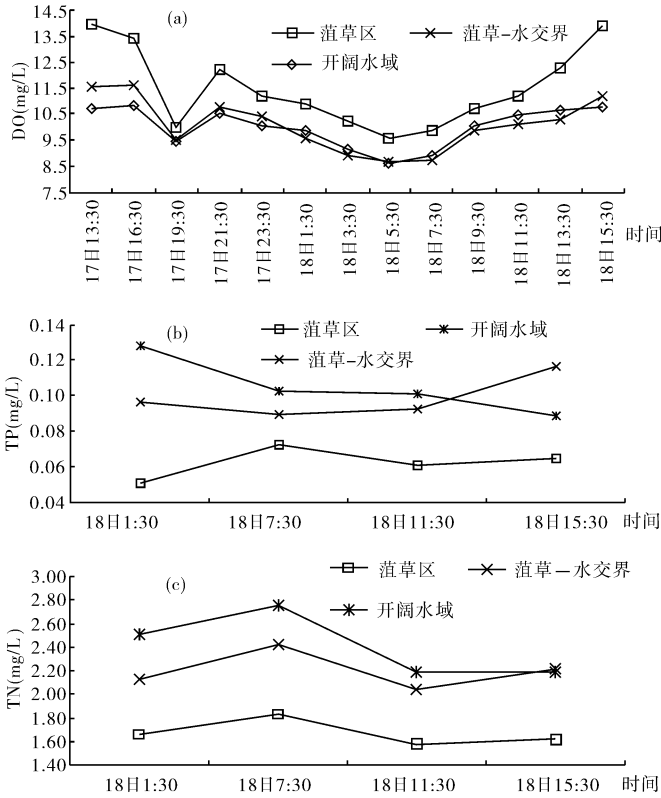 14.5
(a)
菹草区
菹草-水交界
开阔水域
13.5
12.5
11.5
10.5
9.5
8.5
7.5
DO(mg/L)
17日13:30
17日16:30
17日19:30
17日21:30
17日23:30
18日1:30
18日3:30
18日5:30
18日7:30
18日9:30
18日11:30
18日13:30
18日15:30
时间
0.14
(b)
菹草区
开阔水域
菹草-水交界
0.12
0.10
0.08
0.06
0.04
TP(mg/L)
18日1:30
18日7:30
18日11:30
18日15:30
时间
3.00
(c)
菹草区
菹草—水交界
开阔水域
2.80
2.60
2.40
2.20
2.00
1.80
1.60
1.40
TN(mg/L)
18日1:30
18日7:30
18日11:30
18日15:30
时间